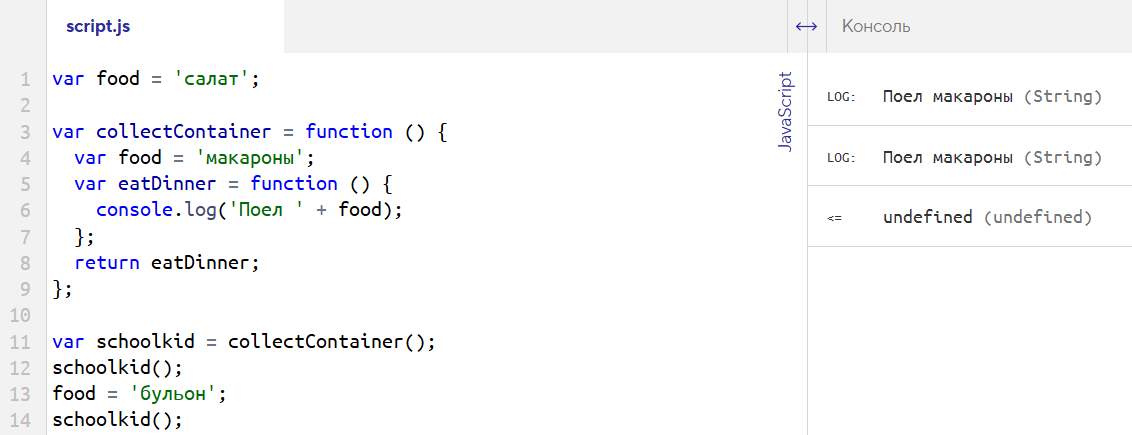 script.js
1 var food = 'салат';
2
3 var collectContainer = function () {
4   var food = 'макароны';
5   var eatDinner = function () {
6     console.log('Поел ' + food);
7   };
8   return eatDinner;
9 };
10
11 var schoolkid = collectContainer();
12 schoolkid();
13 food = 'бульон';
14 schoolkid();
JavaScript
↔
Консоль
LOG: Поел макароны (String)
LOG: Поел макароны (String)
<= undefined (undefined)